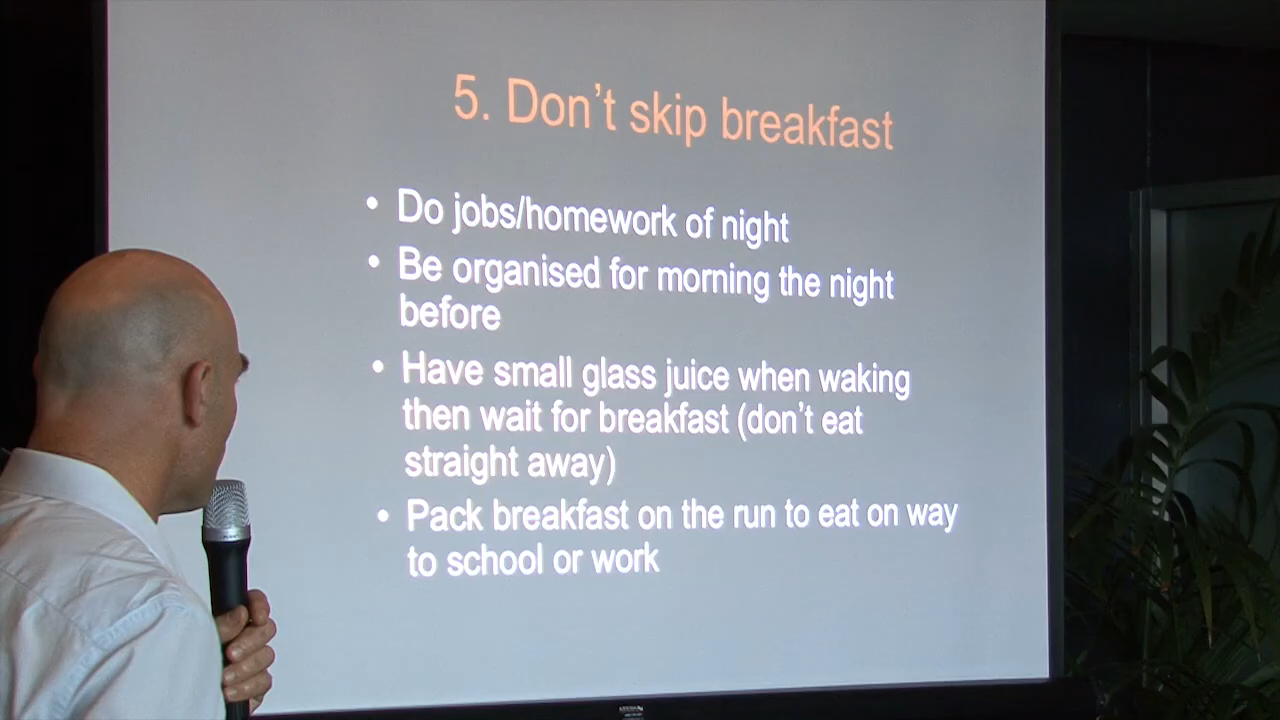 5. Don't skip breakfast
• Do jobs/homework of night
• Be organised for morning the night
before
• Have small glass juice when waking
then wait for breakfast (don't eat
straight away)
• Pack breakfast on the run to eat on way
to school or work